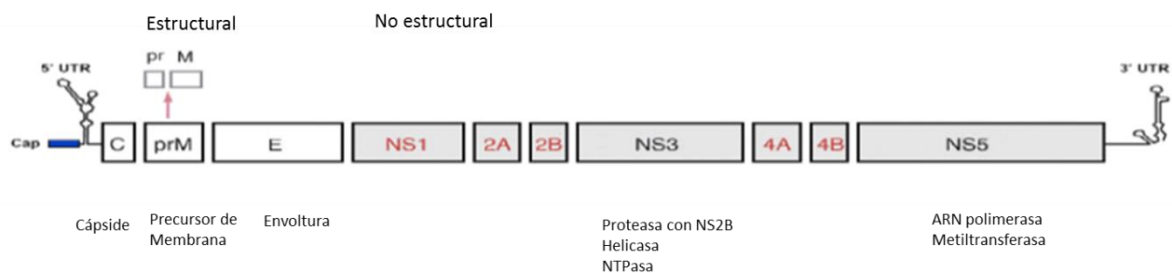 Estructural
No estructural
pr M
5' UTR
3' UTR
Cap
C
prM
E
NS1
2A
2B
NS3
4A
4B
NS5
Cápside
Precursor de
Membrana
Envoltura
Proteasa con NS2B
Helicasa
NTPasa
ARN polimerasa
Metiltransferasa